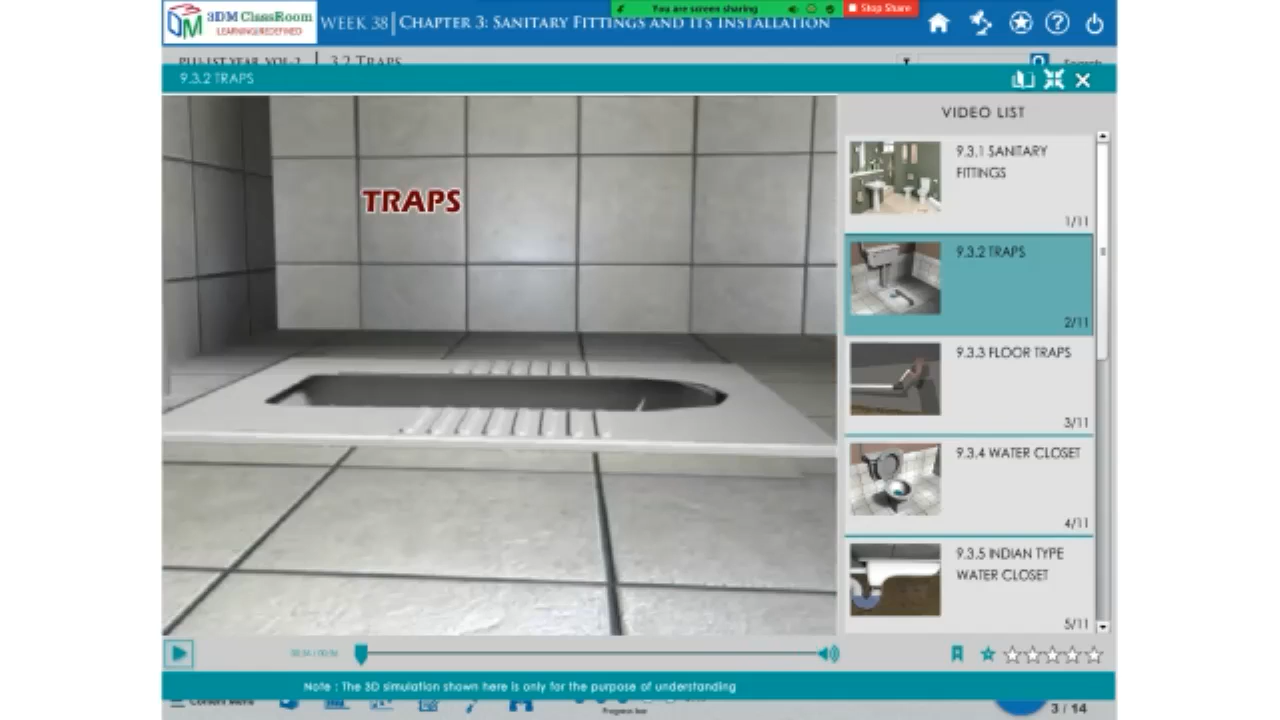 3DM CLASSROOM
LEARNING REDEFINED
WEEK 38 | CHAPTER 3: SANITARY FITTINGS AND ITS INSTALLATION
You are screen sharing
Stop Share
3.2 TRAPS
9.3.2 TRAPS
TRAPS
VIDEO LIST
9.3.1 SANITARY
FITTINGS
1/11
9.3.2 TRAPS
2/11
9.3.3 FLOOR TRAPS
3/11
9.3.4 WATER CLOSET
4/11
9.3.5 INDIAN TYPE
WATER CLOSET
5/11
Note : The 3D simulation shown here is only for the purpose of understanding
Progress bar
3 / 14